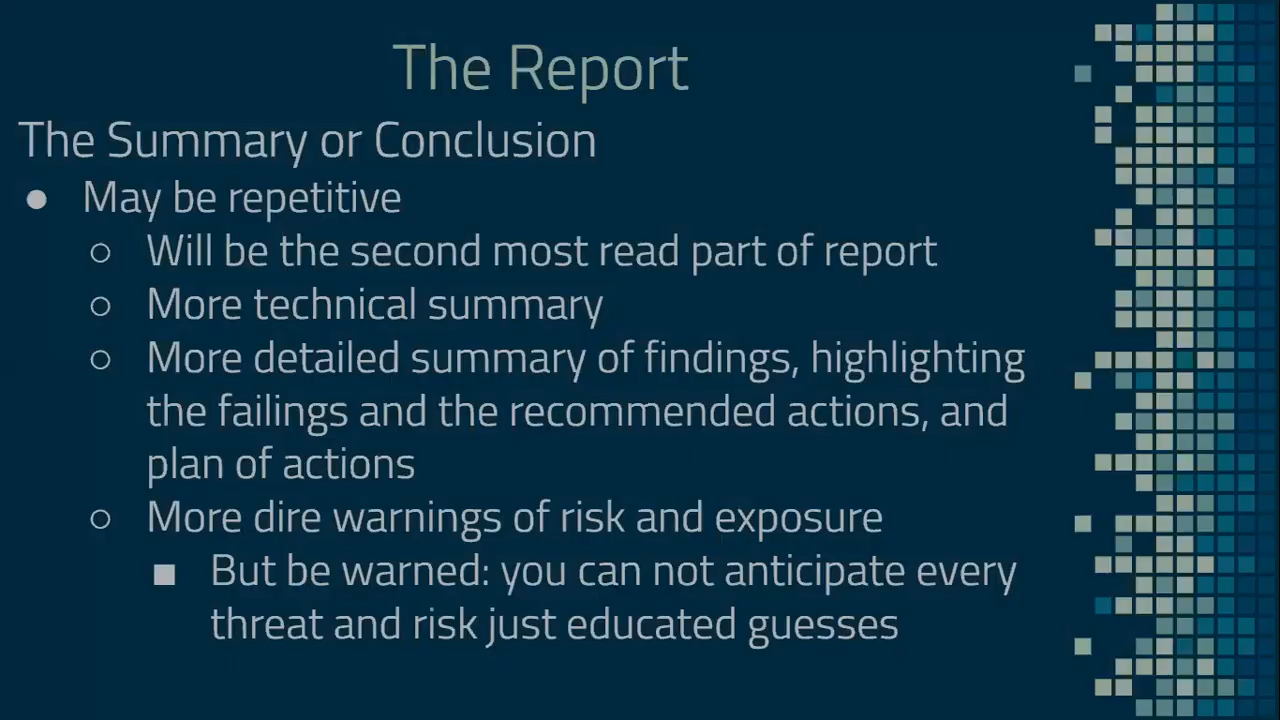 The Report
The Summary or Conclusion
● May be repetitive
○ Will be the second most read part of report
○ More technical summary
○ More detailed summary of findings, highlighting
the failings and the recommended actions, and
plan of actions
○ More dire warnings of risk and exposure
■ But be warned: you can not anticipate every
threat and risk just educated guesses